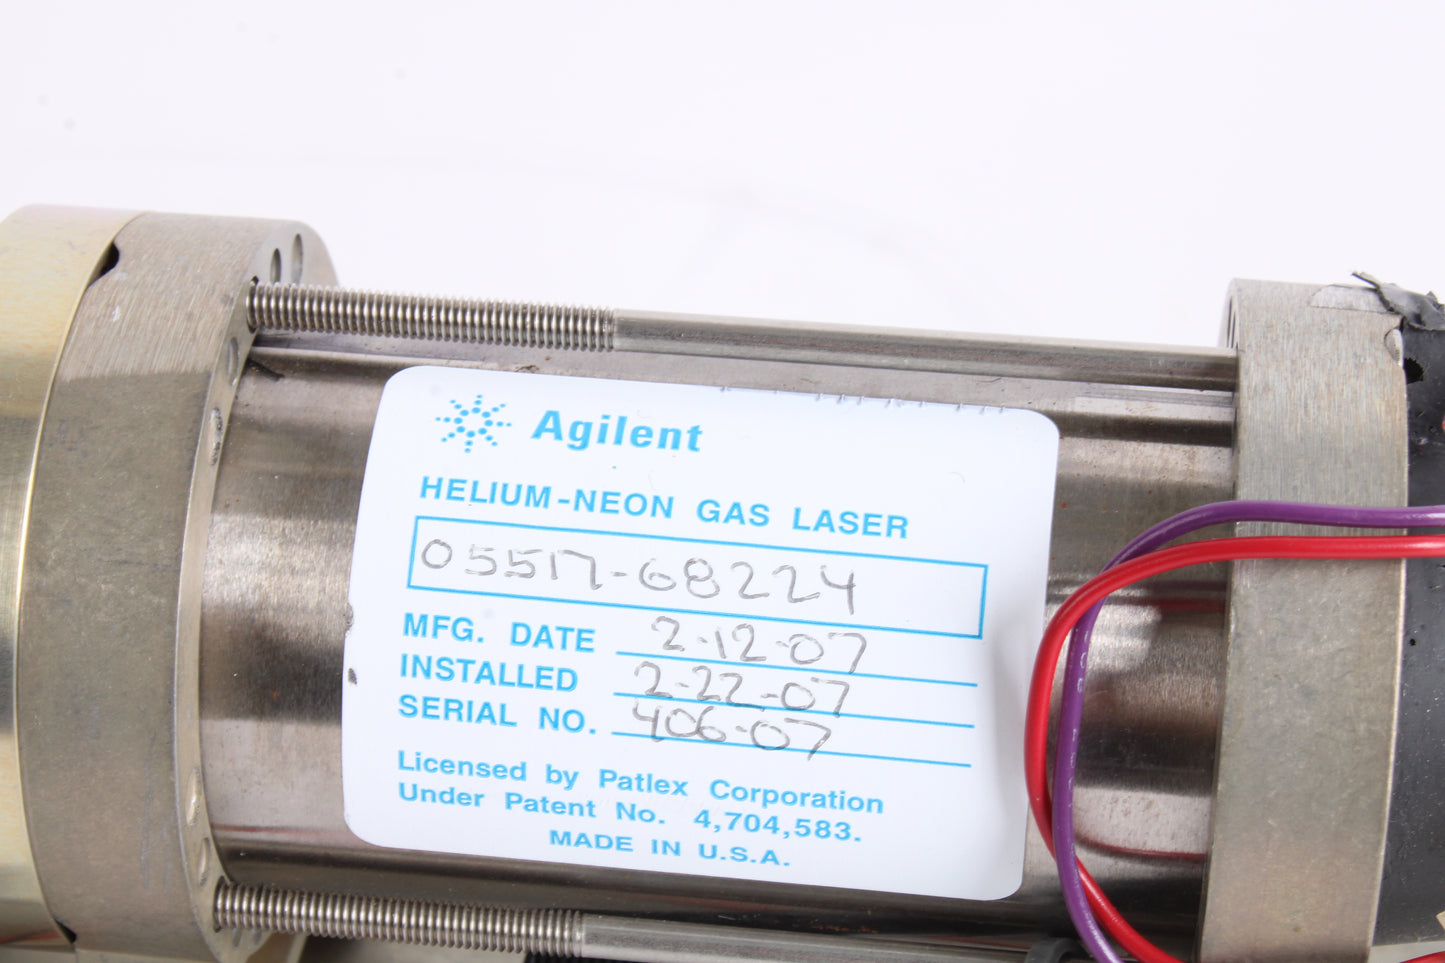 Agilent
HELIUM-NEON GAS LASER
05517-68224
MFG. DATE 2-12-07
INSTALLED 2-22-07
SERIAL NO. 406-07
Licensed by Patlex Corporation
Under Patent No. 4,704,583.
MADE IN U.S.A.